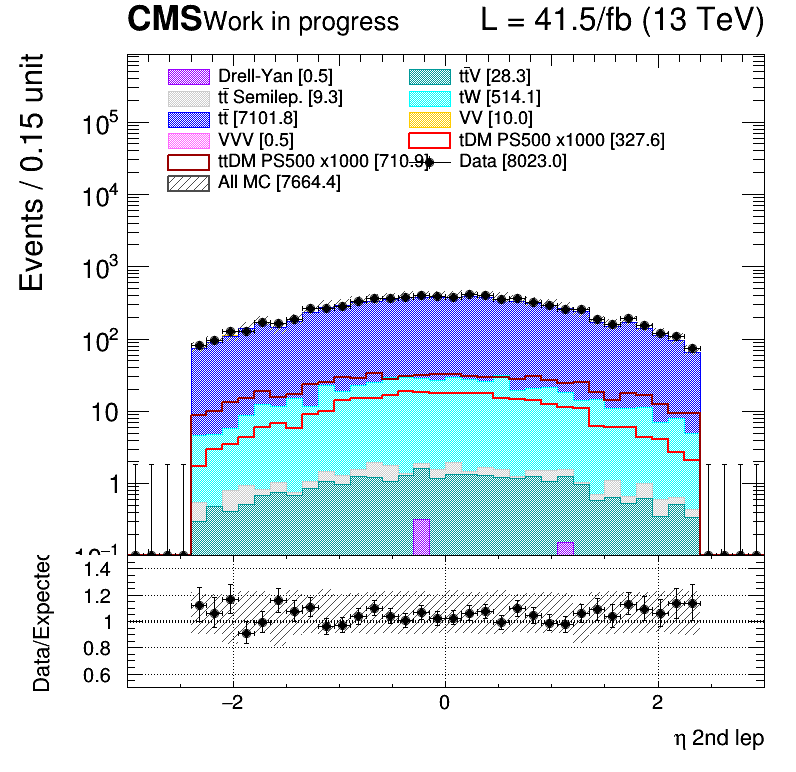 CMS Work in progress L = 41.5/fb (13 TeV)
Drell-Yan [0.5] tt̄V [28.3]
tt̄ Semilep. [9.3] tW [514.1]
tt̄ [7101.8] VV [10.0]
VVV [0.5] tDM PS500 x1000 [327.6]
ttDM PS500 x1000 [710.9] Data [8023.0]
All MC [7664.4]
Events / 0.15 unit
10⁵
10⁴
10³
10²
10
1
10⁻¹
Data/Expected
1.4
1.2
1
0.8
0.6
−2 0 2
η 2nd lep